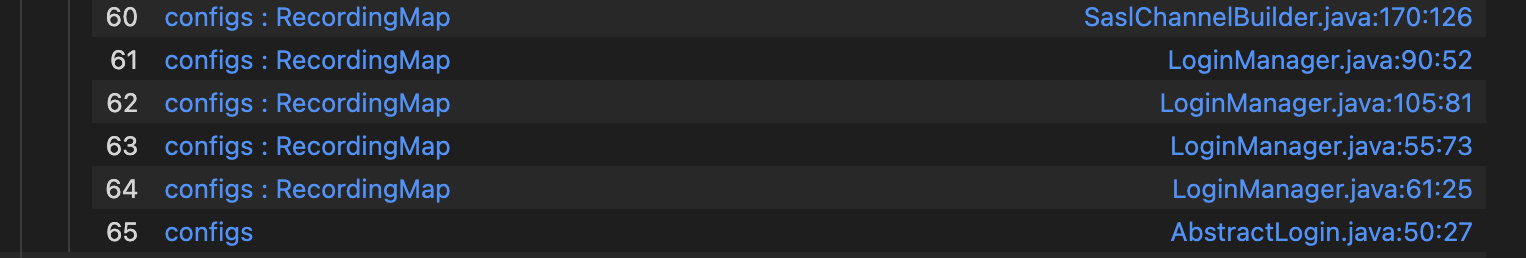 60 configs : RecordingMap SaslChannelBuilder.java:170:126
61 configs : RecordingMap LoginManager.java:90:52
62 configs : RecordingMap LoginManager.java:105:81
63 configs : RecordingMap LoginManager.java:55:73
64 configs : RecordingMap LoginManager.java:61:25
65 configs AbstractLogin.java:50:27